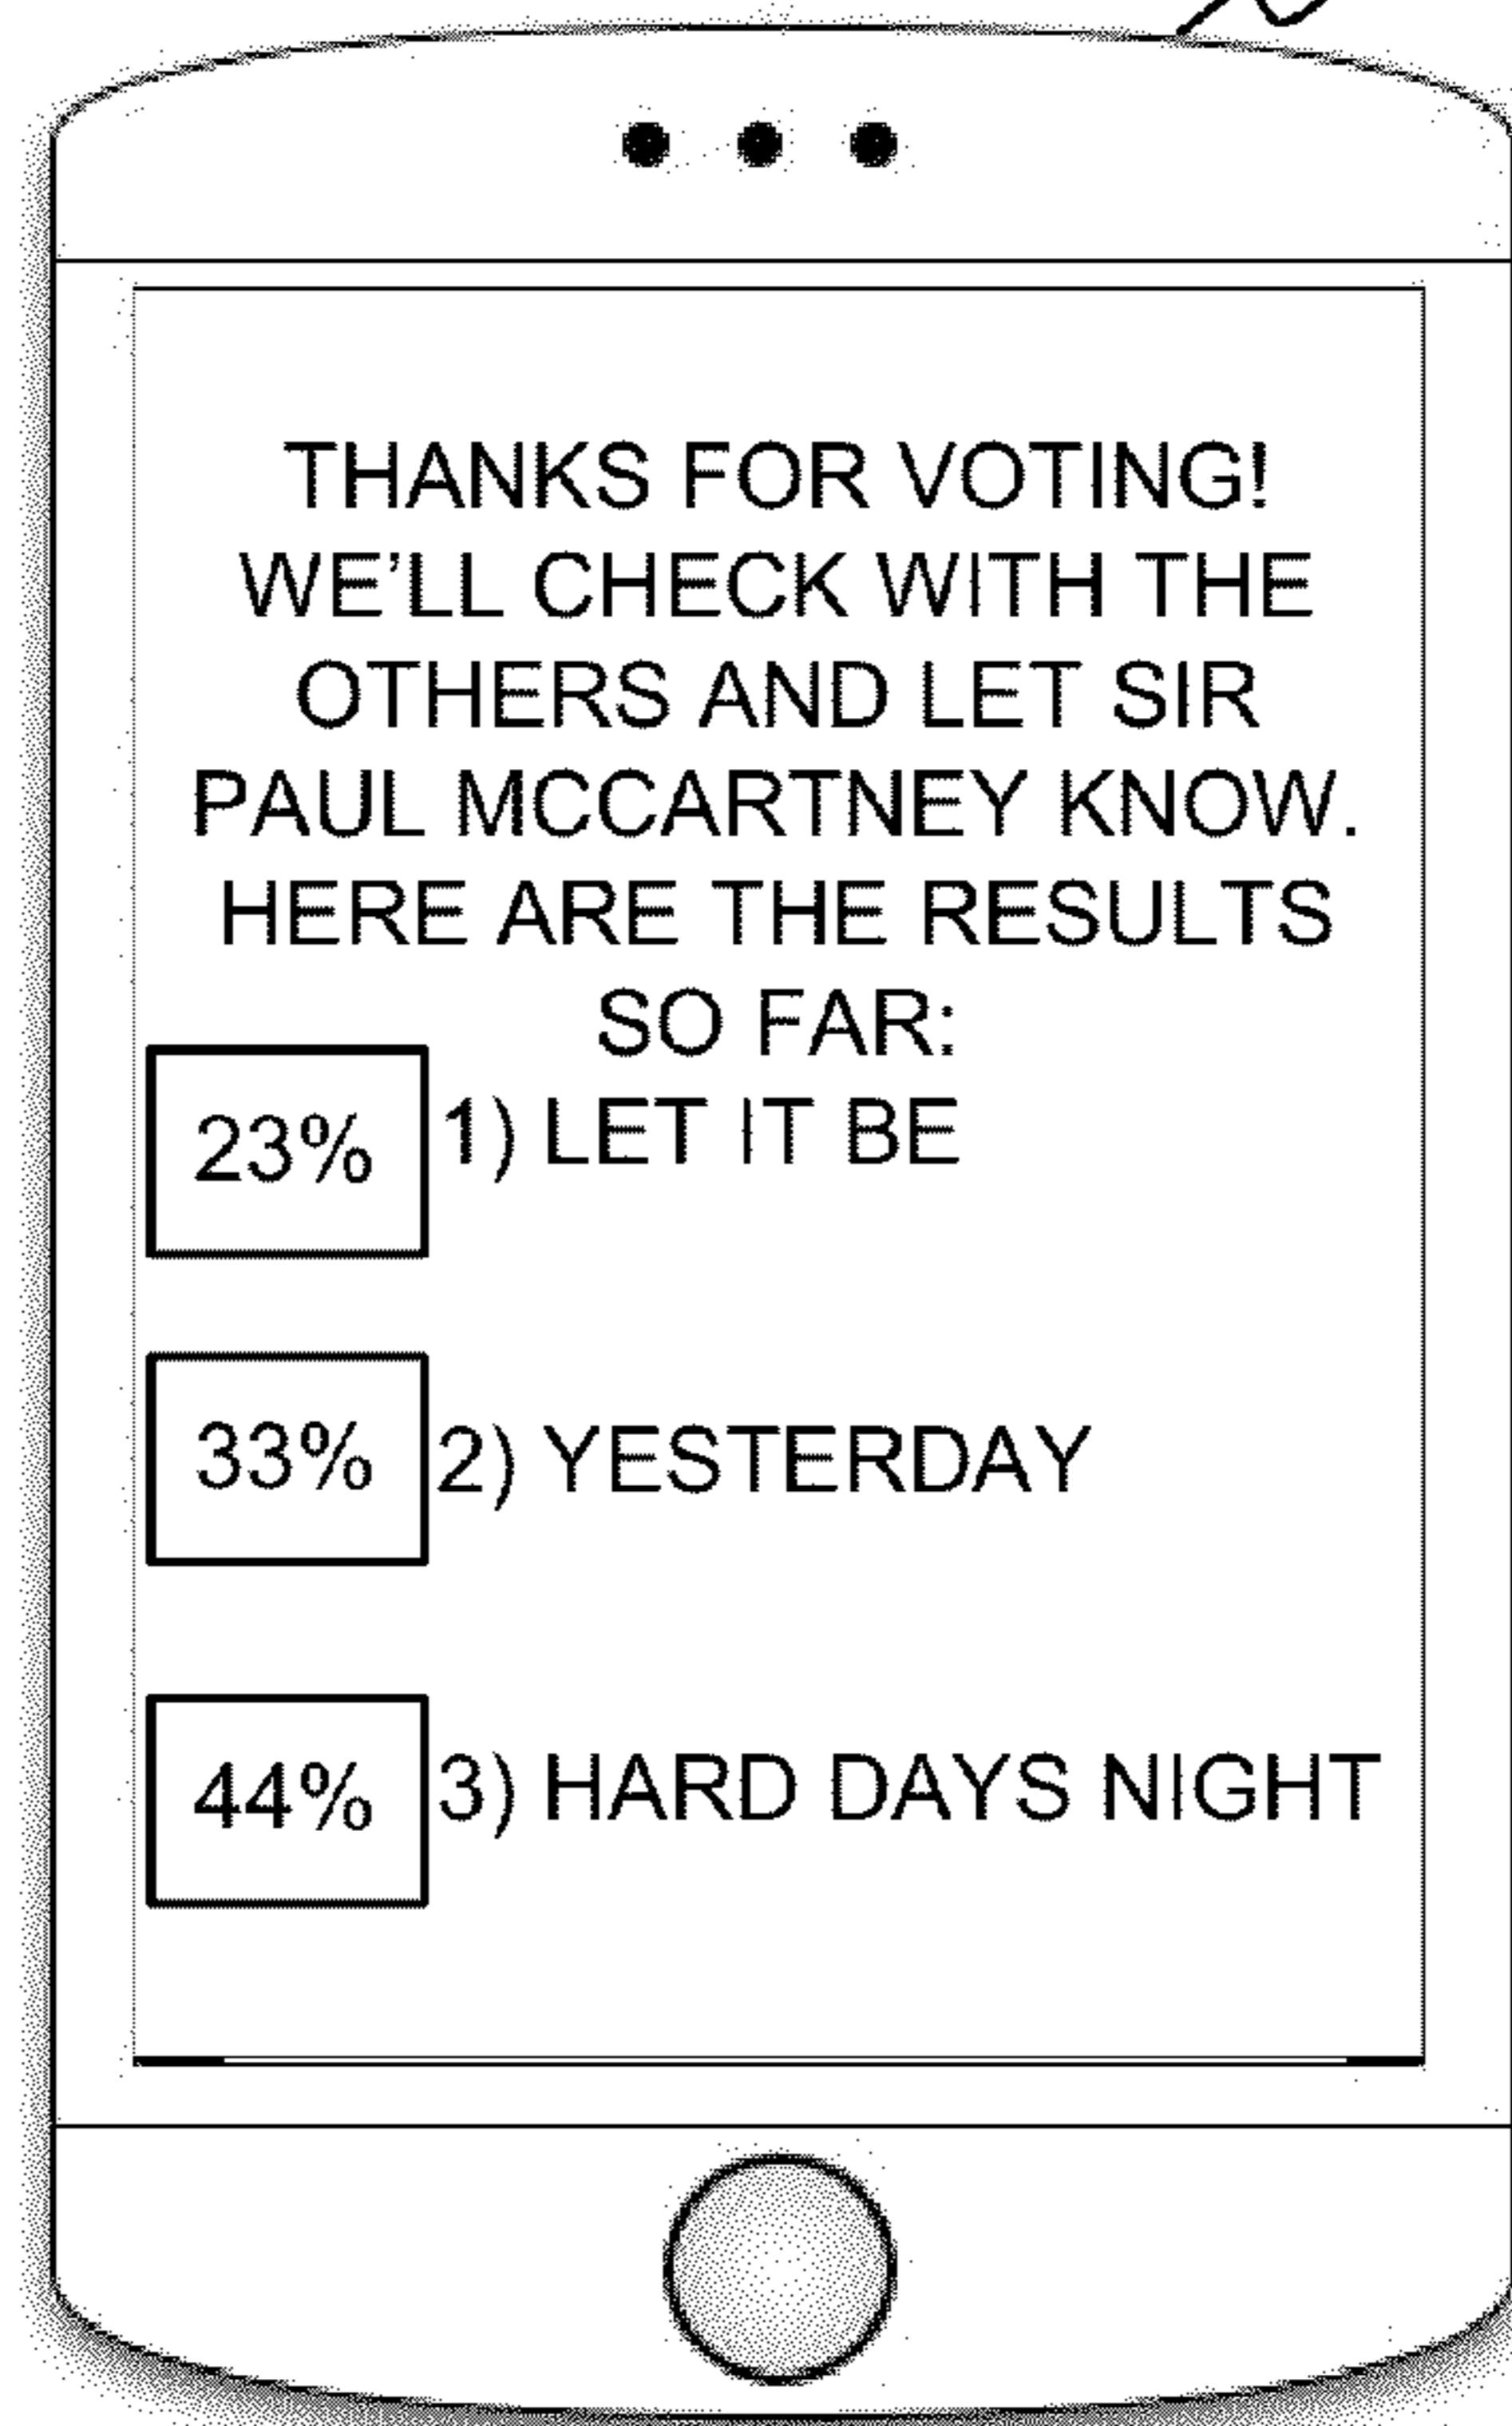 THANKS FOR VOTING!
WE'LL CHECK WITH THE
OTHERS AND LET SIR
PAUL MCCARTNEY KNOW.
HERE ARE THE RESULTS
SO FAR:
23% 1) LET IT BE
33% 2) YESTERDAY
44% 3) HARD DAYS NIGHT